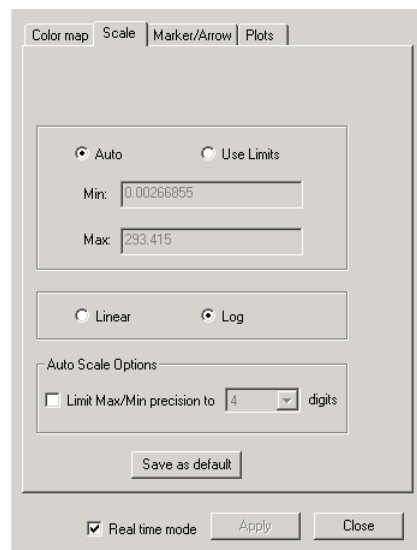 Color map Scale Marker/Arrow Plots
Auto Use Limits
Min: 0.00266855
Max: 293.415
Linear Log
Auto Scale Options
Limit Max/Min precision to 4 digits
Save as default
Real time mode Apply Close